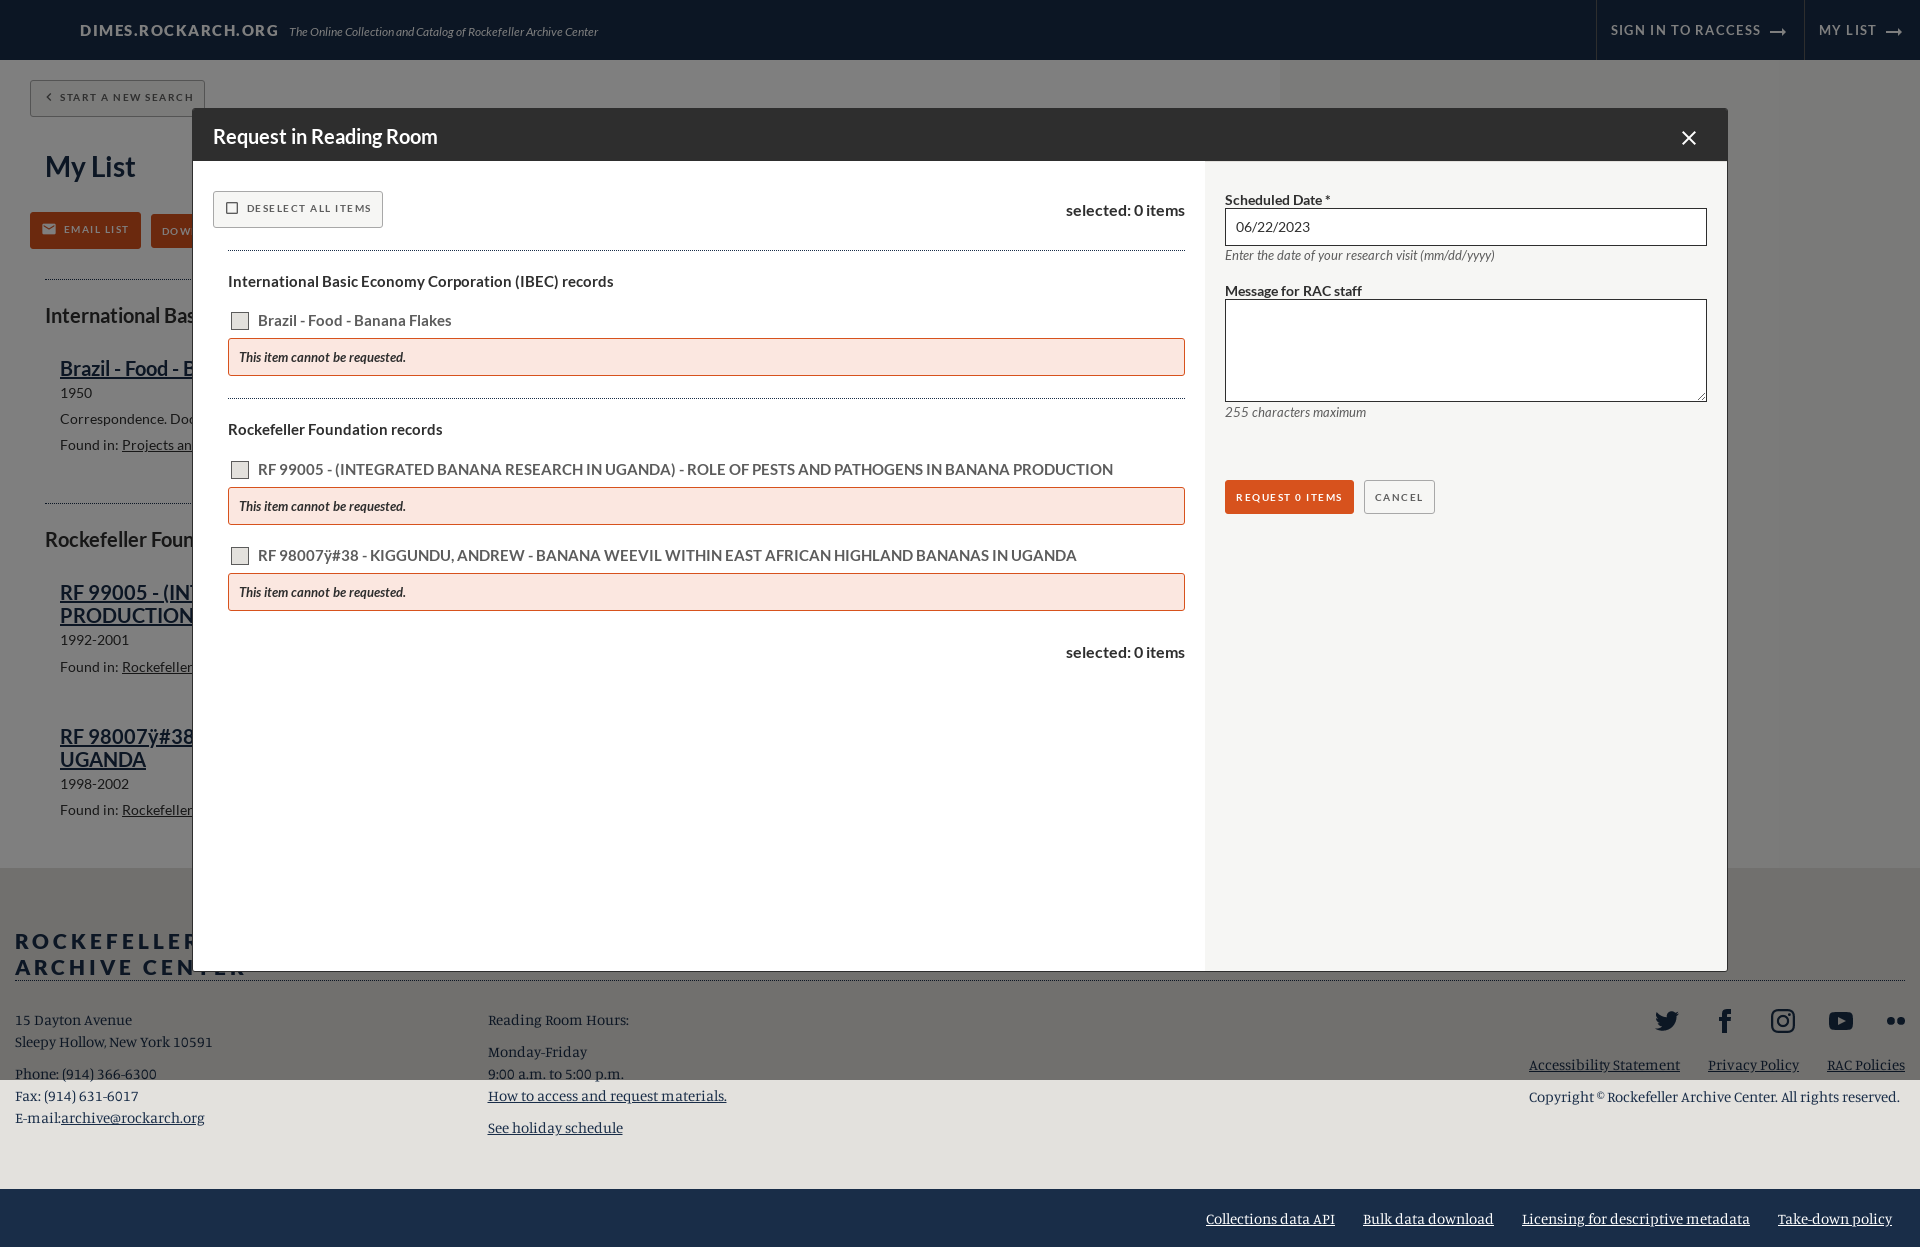 DIMES.ROCKARCH.ORG The Online Collection and Catalog of Rockefeller Archive Center
SIGN IN TO RACCESS
MY LIST
START A NEW SEARCH
My List
EMAIL LIST
Request in Reading Room
DESELECT ALL ITEMS
selected: 0 items
International Basic Economy Corporation (IBEC) records
Brazil - Food - Banana Flakes
This item cannot be requested.
Rockefeller Foundation records
RF 99005 - (INTEGRATED BANANA RESEARCH IN UGANDA) - ROLE OF PESTS AND PATHOGENS IN BANANA PRODUCTION
This item cannot be requested.
RF 98007ÿ#38 - KIGGUNDU, ANDREW - BANANA WEEVIL WITHIN EAST AFRICAN HIGHLAND BANANAS IN UGANDA
This item cannot be requested.
selected: 0 items
Scheduled Date *
06/22/2023
Enter the date of your research visit (mm/dd/yyyy)
Message for RAC staff
255 characters maximum
REQUEST 0 ITEMS
CANCEL
International
Brazil - Food -
1950
Correspondence.
Found in: Projects
Rockefeller
RF 99005 -
PRODUCTION
1992-2001
Found in: Rockefeller
RF 98007ÿ#38
UGANDA
1998-2002
Found in: Rockefeller
ROCKEFELLER
ARCHIVE CENTER
15 Dayton Avenue
Sleepy Hollow, New York 10591
Phone: (914) 366-6300
Fax: (914) 631-6017
E-mail:archive@rockarch.org
Reading Room Hours:
Monday-Friday
9:00 a.m. to 5:00 p.m.
How to access and request materials.
See holiday schedule
Accessibility Statement
Privacy Policy
RAC Policies
Copyright © Rockefeller Archive Center. All rights reserved.
Collections data API
Bulk data download
Licensing for descriptive metadata
Take-down policy